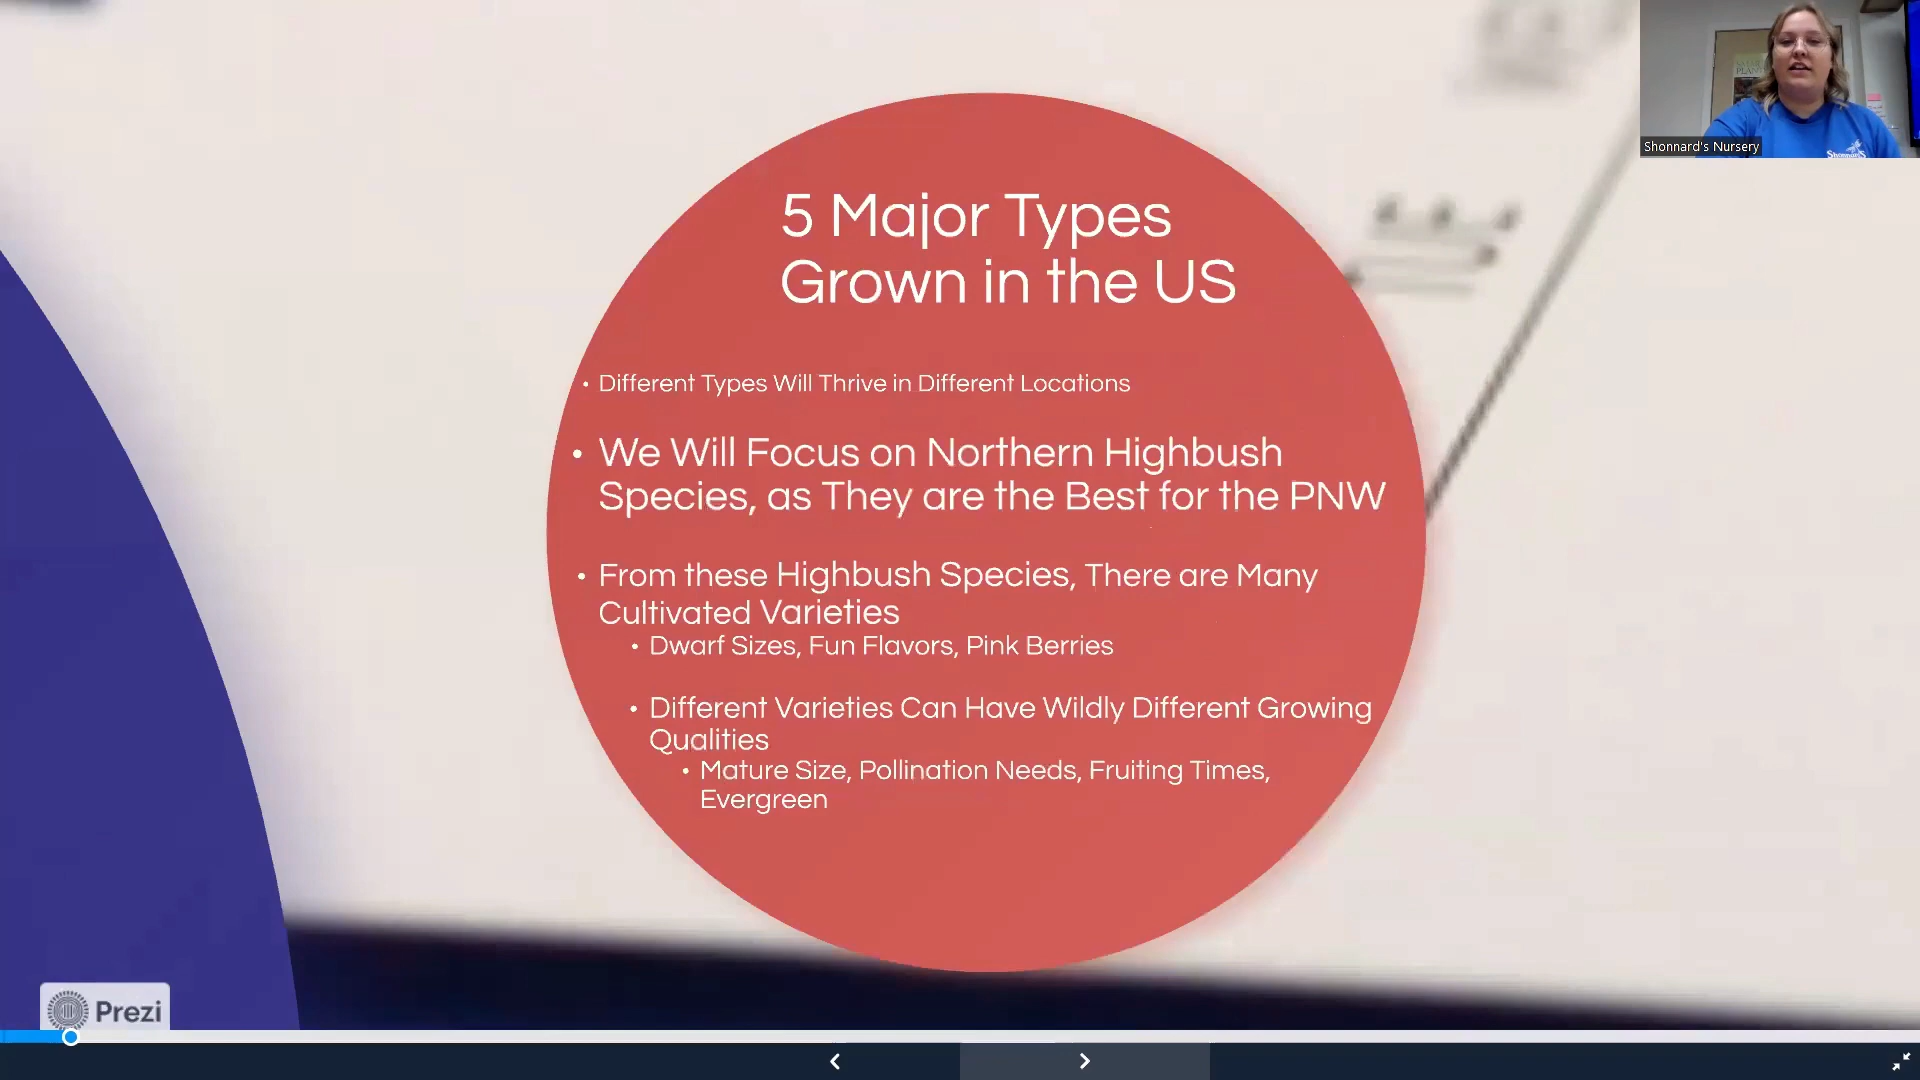 Shonnard's Nursery
Shonnard's
5 Major Types
Grown in the US
• Different Types Will Thrive in Different Locations
• We Will Focus on Northern Highbush
Species, as They are the Best for the PNW
• From these Highbush Species, There are Many
Cultivated Varieties
• Dwarf Sizes, Fun Flavors, Pink Berries
• Different Varieties Can Have Wildly Different Growing
Qualities
• Mature Size, Pollination Needs, Fruiting Times,
Evergreen
Prezi